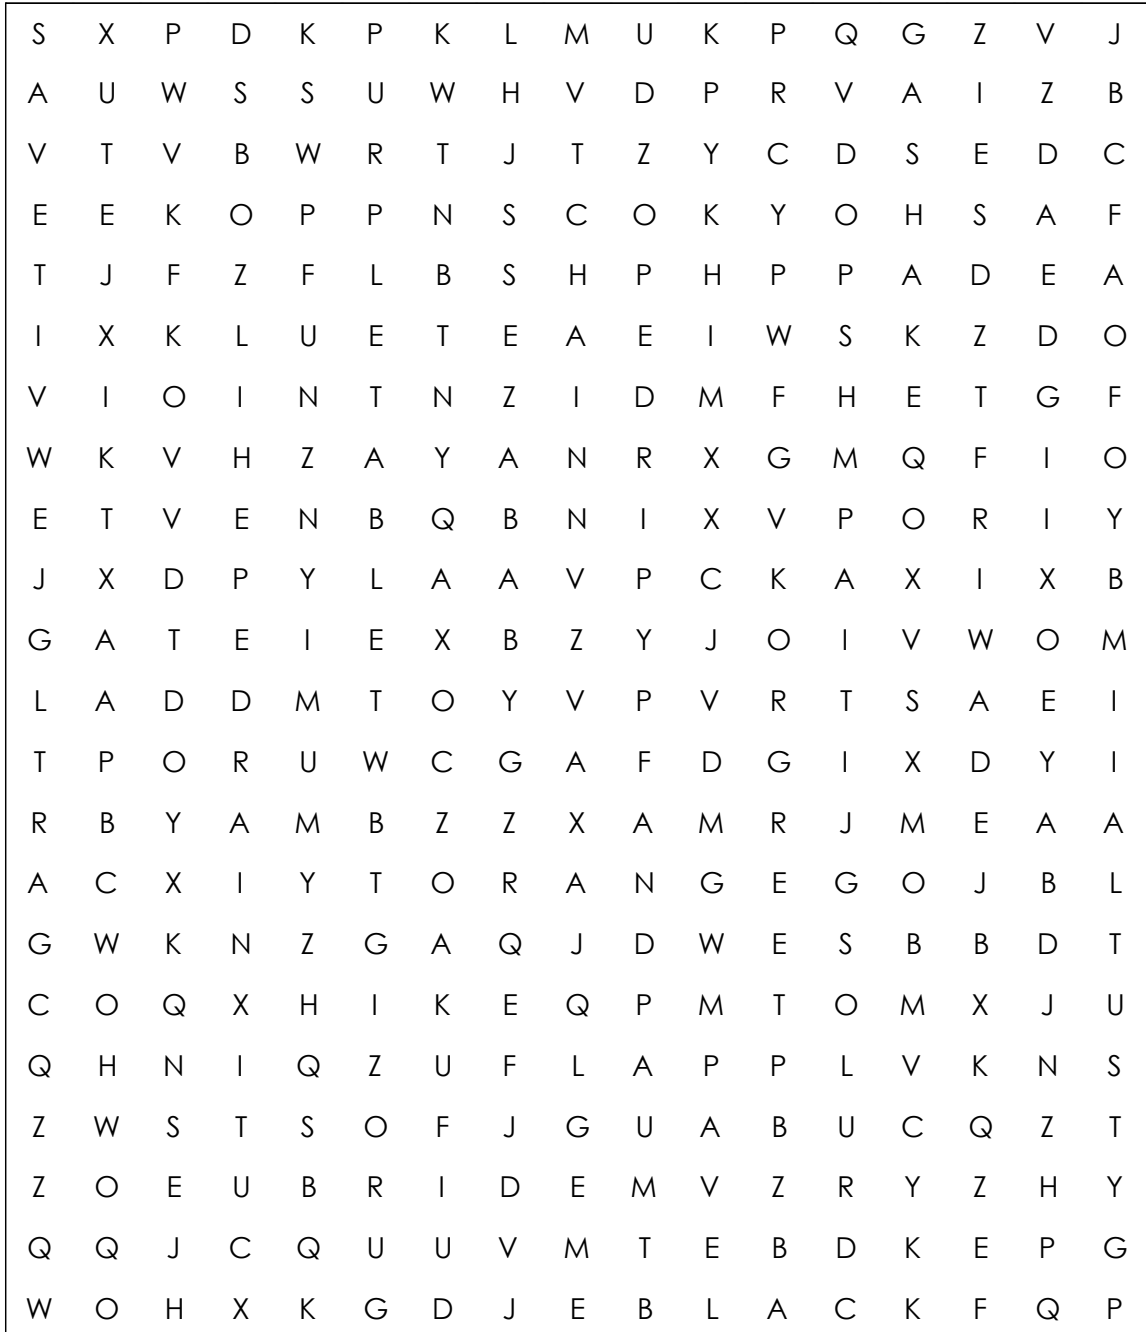 S X P D K P K L M U K P Q G Z V J
A U W S S U W H V D P R V A I Z B
V T V B W R T J T Z Y C D S E D C
E E K O P P N S C O K Y O H S A F
T J F Z F L B S H P H P P A D E A
I X K L U E T E A E I W S K Z D O
V I O I N T N Z I D M F H E T G F
W K V H Z A Y A N R X G M Q F I O
E T V E N B Q B N I X V P O R I Y
J X D P Y L A A V P C K A X I X B
G A T E I E X B Z Y J O I V W O M
L A D D M T O Y V P V R T S A E I
T P O R U W C G A F D G I X D Y I
R B Y A M B Z Z X A M R J M E A A
A C X I Y T O R A N G E G O J B L
G W K N Z G A Q J D W E S B B D T
C O Q X H I K E Q P M T O M X J U
Q H N I Q Z U F L A P P L V K N S
Z W S T S O F J G U A B U C Q Z T
Z O E U B R I D E M V Z R Y Z H Y
Q Q J C Q U U V M T E B D K E P G
W O H X K G D J E B L A C K F Q P